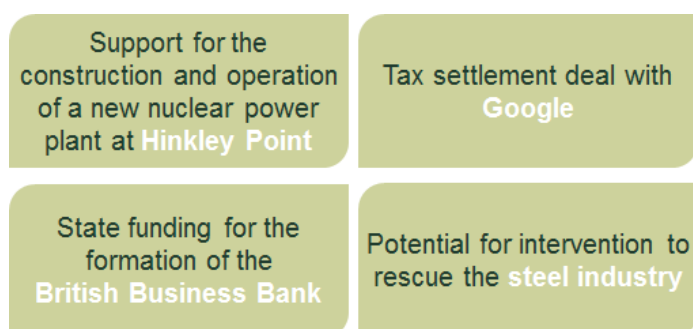 Support for the
construction and operation
of a new nuclear power
plant at Hinkley Point
Tax settlement deal with
Google
State funding for the
formation of the
British Business Bank
Potential for intervention to
rescue the steel industry